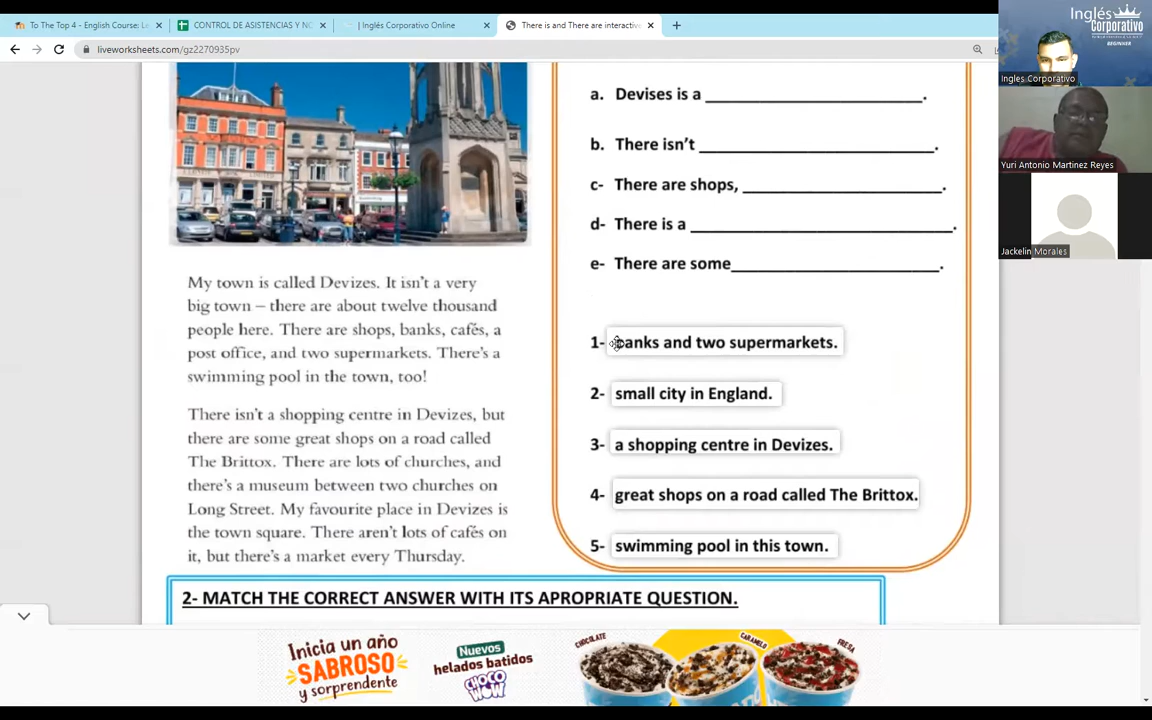 To The Top 4 - English Course: Le
CONTROL DE ASISTENCIAS Y NO
| Inglés Corporativo Online
There is and There are interactive
liveworksheets.com/gz2270935pv
Inglés
Corporativo
BEGINNER
Ingles Corporativo
Yuri Antonio Martinez Reyes
Jackelin Morales
My town is called Devizes. It isn't a very
big town – there are about twelve thousand
people here. There are shops, banks, cafés, a
post office, and two supermarkets. There's a
swimming pool in the town, too!
There isn't a shopping centre in Devizes, but
there are some great shops on a road called
The Brittox. There are lots of churches, and
there's a museum between two churches on
Long Street. My favourite place in Devizes is
the town square. There aren't lots of cafés on
it, but there's a market every Thursday.
a. Devises is a ______________________.
b. There isn't ________________________.
c- There are shops, ____________________.
d- There is a __________________________.
e- There are some_____________________.
1- banks and two supermarkets.
2- small city in England.
3- a shopping centre in Devizes.
4- great shops on a road called The Brittox.
5- swimming pool in this town.
2- MATCH THE CORRECT ANSWER WITH ITS APROPRIATE QUESTION.
Inicia un año
SABROSO
y sorprendente
Nuevos
helados batidos
CHOCO
WOW
CHOCOLATE
CARAMELO
FRESA